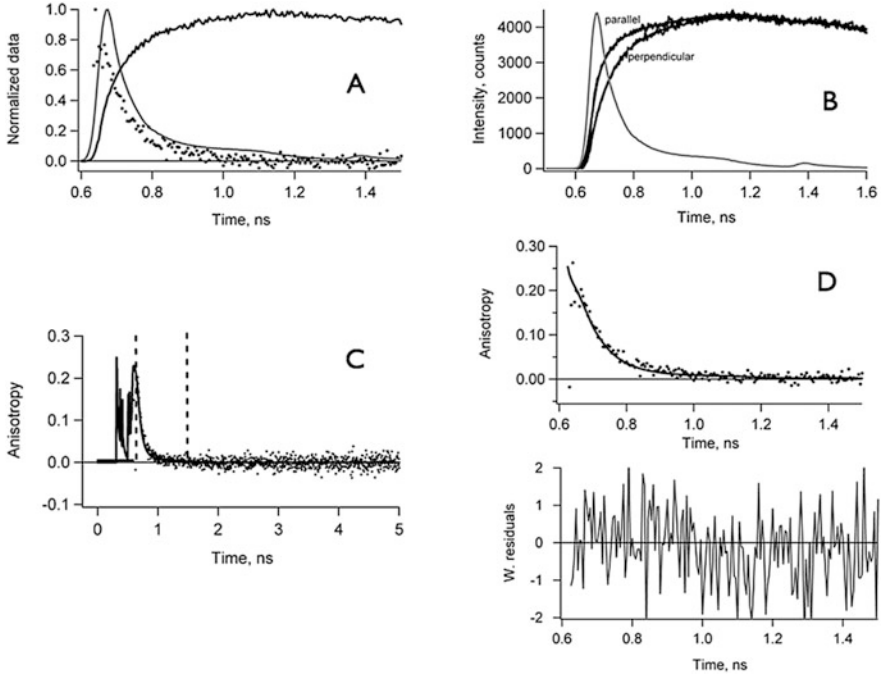 1.0
0.8
0.6
0.4
0.2
0.0
Normalized data
A
0.6 0.8 1.0 1.2 1.4
Time, ns
4000
3000
2000
1000
0
Intensity, counts
parallel
perpendicular
B
0.6 0.8 1.0 1.2 1.4 1.6
Time, ns
0.3
0.2
0.1
0.0
-0.1
Anisotropy
C
0 1 2 3 4 5
Time, ns
0.30
0.20
0.10
0.00
Anisotropy
D
0.6 0.8 1.0 1.2 1.4
Time, ns
2
1
0
-1
-2
W. residuals
0.6 0.8 1.0 1.2 1.4
Time, ns